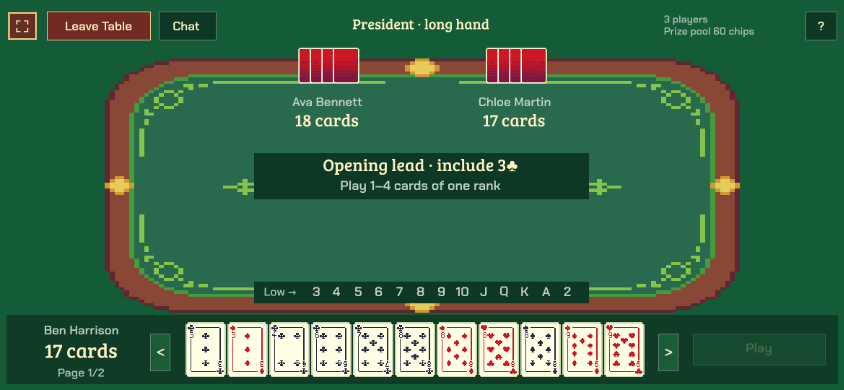 Leave Table
Chat
President · long hand
3 players
Prize pool 60 chips
?
Ava Bennett
18 cards
Chloe Martin
17 cards
Opening lead · include 3♣
Play 1–4 cards of one rank
Low → 3 4 5 6 7 8 9 10 J Q K A 2
Ben Harrison
17 cards
Page 1/2
<
>
Play